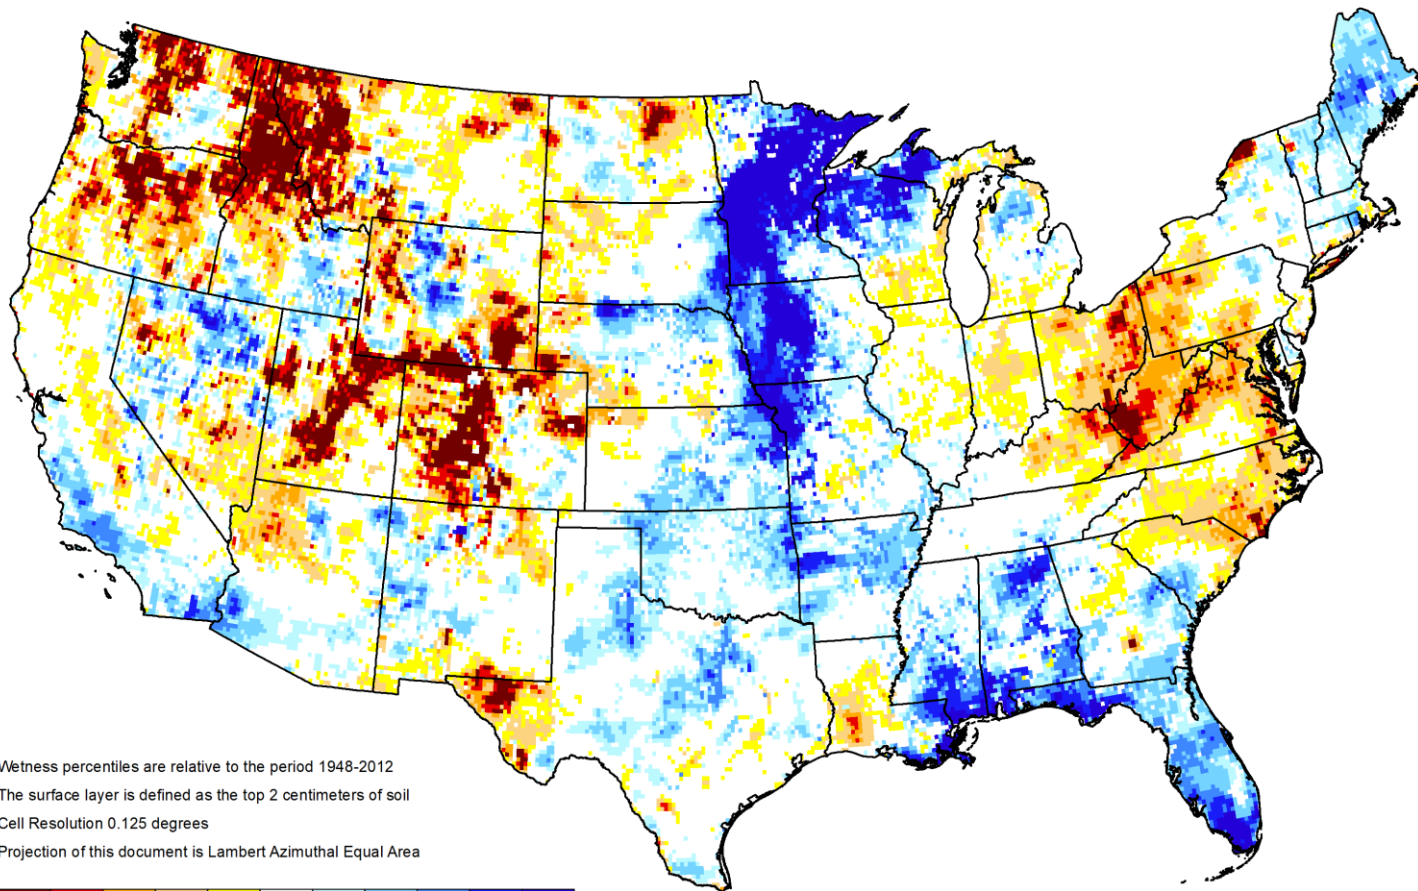 Wetness percentiles are relative to the period 1948-2012
The surface layer is defined as the top 2 centimeters of soil
Cell Resolution 0.125 degrees
Projection of this document is Lambert Azimuthal Equal Area